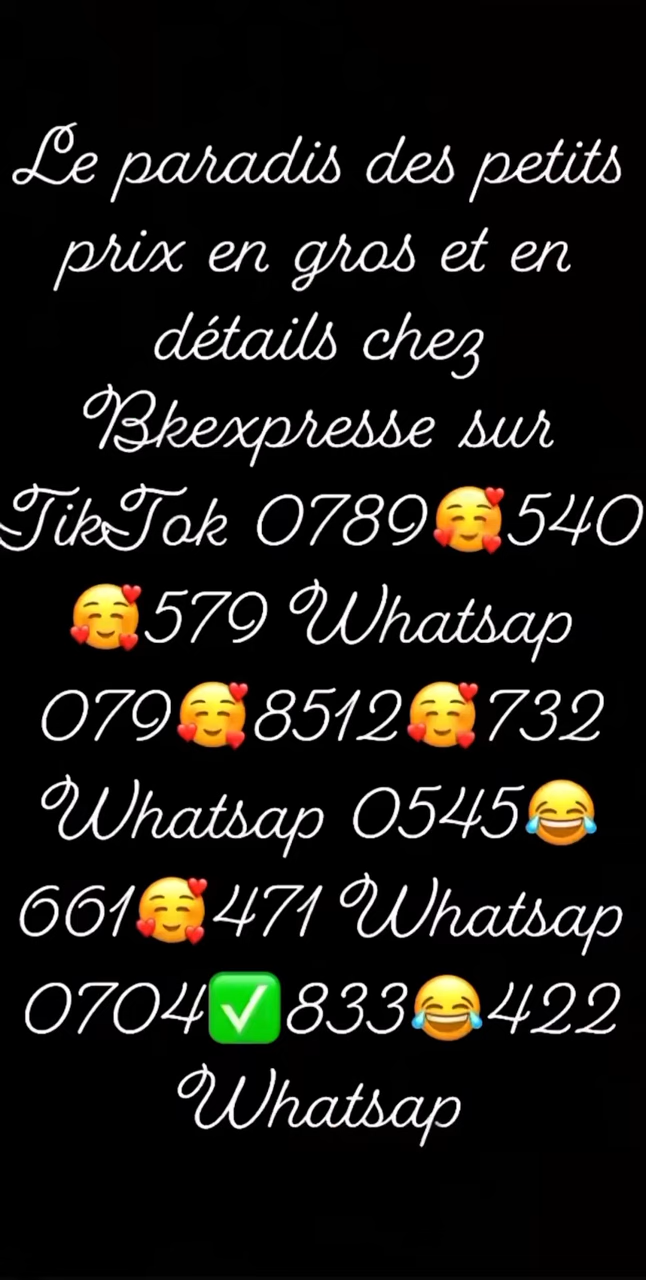 Le paradis des petits
prix en gros et en
détails chez
Bkexpresse sur
TikTok 0789🥰540
🥰579 Whatsap
079🥰8512🥰732
Whatsap 0545😂
661🥰471 Whatsap
0704✅833😂422
Whatsap